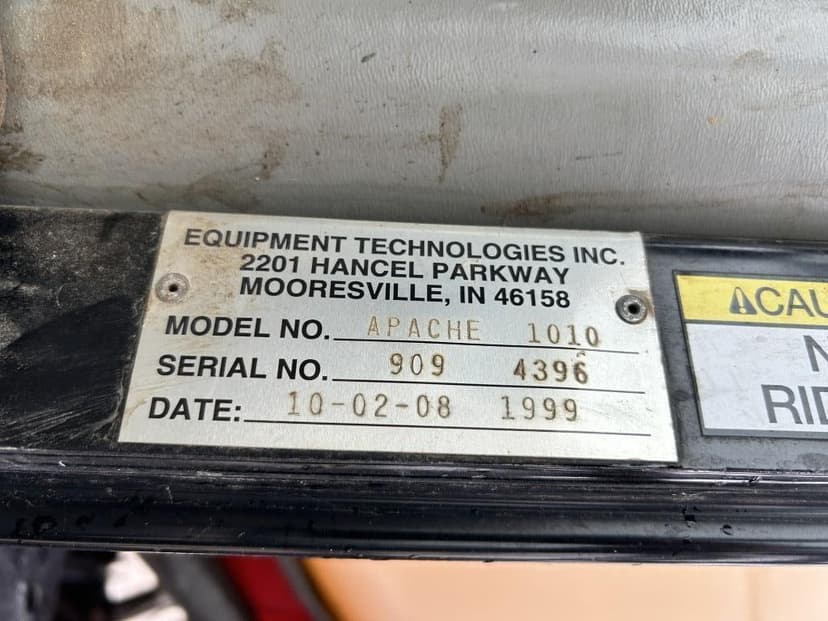 EQUIPMENT TECHNOLOGIES INC.
2201 HANCEL PARKWAY
MOORESVILLE, IN 46158
MODEL NO. APACHE 1010
SERIAL NO. 909 4396
DATE: 10-02-08 1999
CAU
N
RID